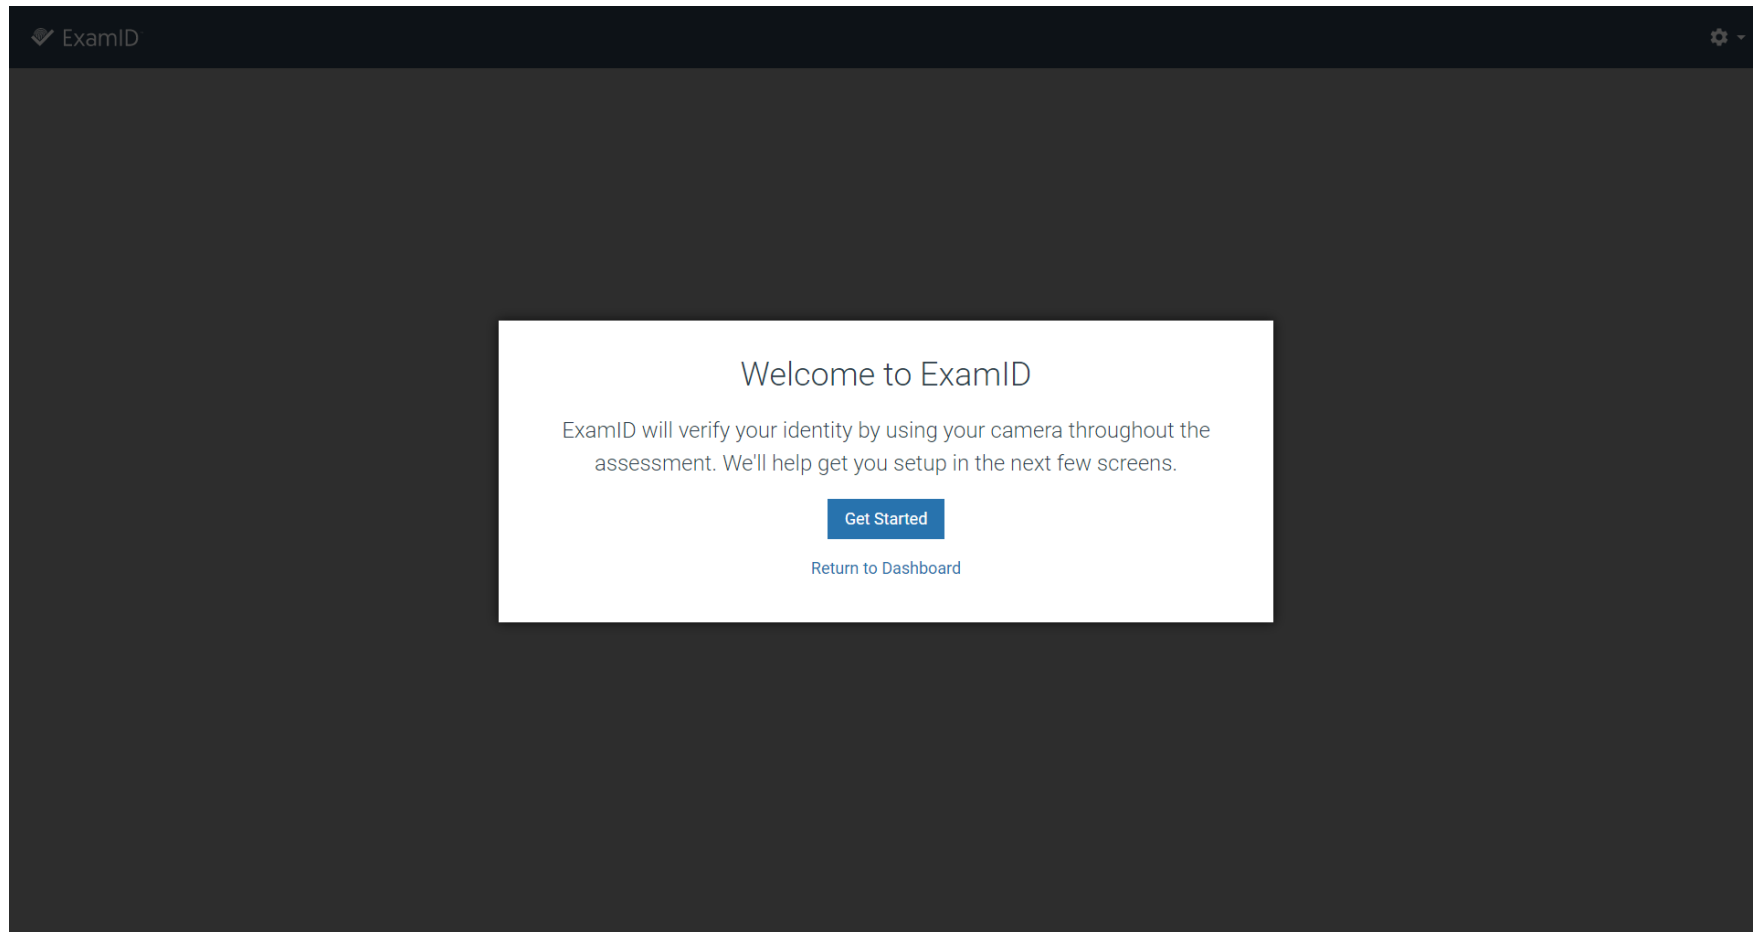 ExamID
Welcome to ExamID
ExamID will verify your identity by using your camera throughout the
assessment. We'll help get you setup in the next few screens.
Get Started
Return to Dashboard